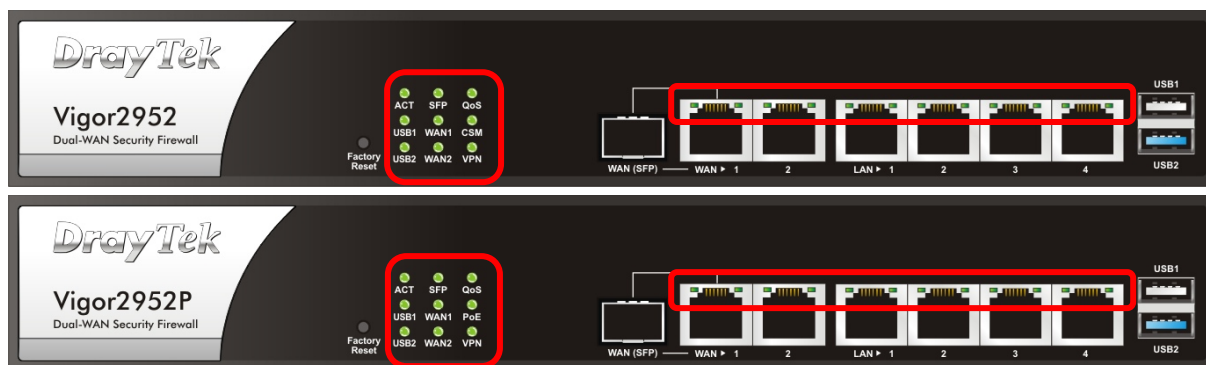 DrayTek
USB1
ACT SFP QoS
Vigor2952
USB1 WAN1 CSM
Dual-WAN Security Firewall
USB2 WAN2 VPN
Factory
Reset
WAN (SFP) WAN ▸ 1 2 LAN ▸ 1 2 3 4 USB2
DrayTek
USB1
ACT SFP QoS
Vigor2952P
USB1 WAN1 PoE
Dual-WAN Security Firewall
USB2 WAN2 VPN
Factory
Reset
WAN (SFP) WAN ▸ 1 2 LAN ▸ 1 2 3 4 USB2